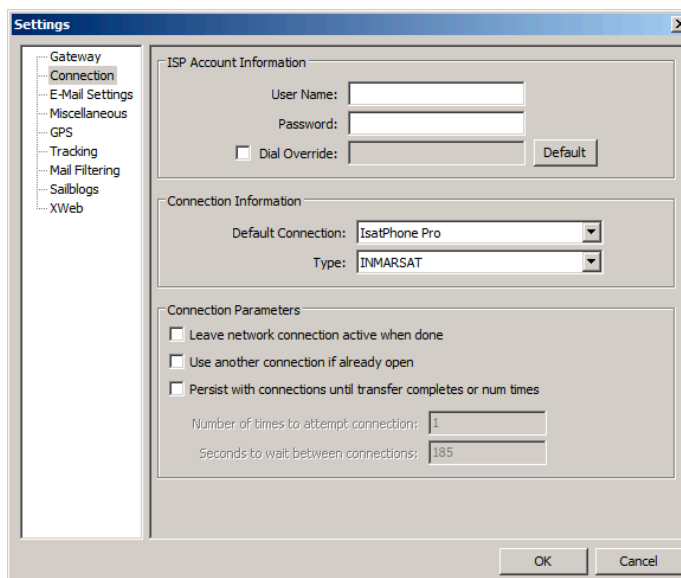 Settings
Gateway
Connection
E-Mail Settings
Miscellaneous
GPS
Tracking
Mail Filtering
Sailblogs
XWeb
ISP Account Information
User Name:
Password:
Dial Override:
Default
Connection Information
Default Connection: IsatPhone Pro
Type: INMARSAT
Connection Parameters
Leave network connection active when done
Use another connection if already open
Persist with connections until transfer completes or num times
Number of times to attempt connection: 1
Seconds to wait between connections: 185
OK Cancel